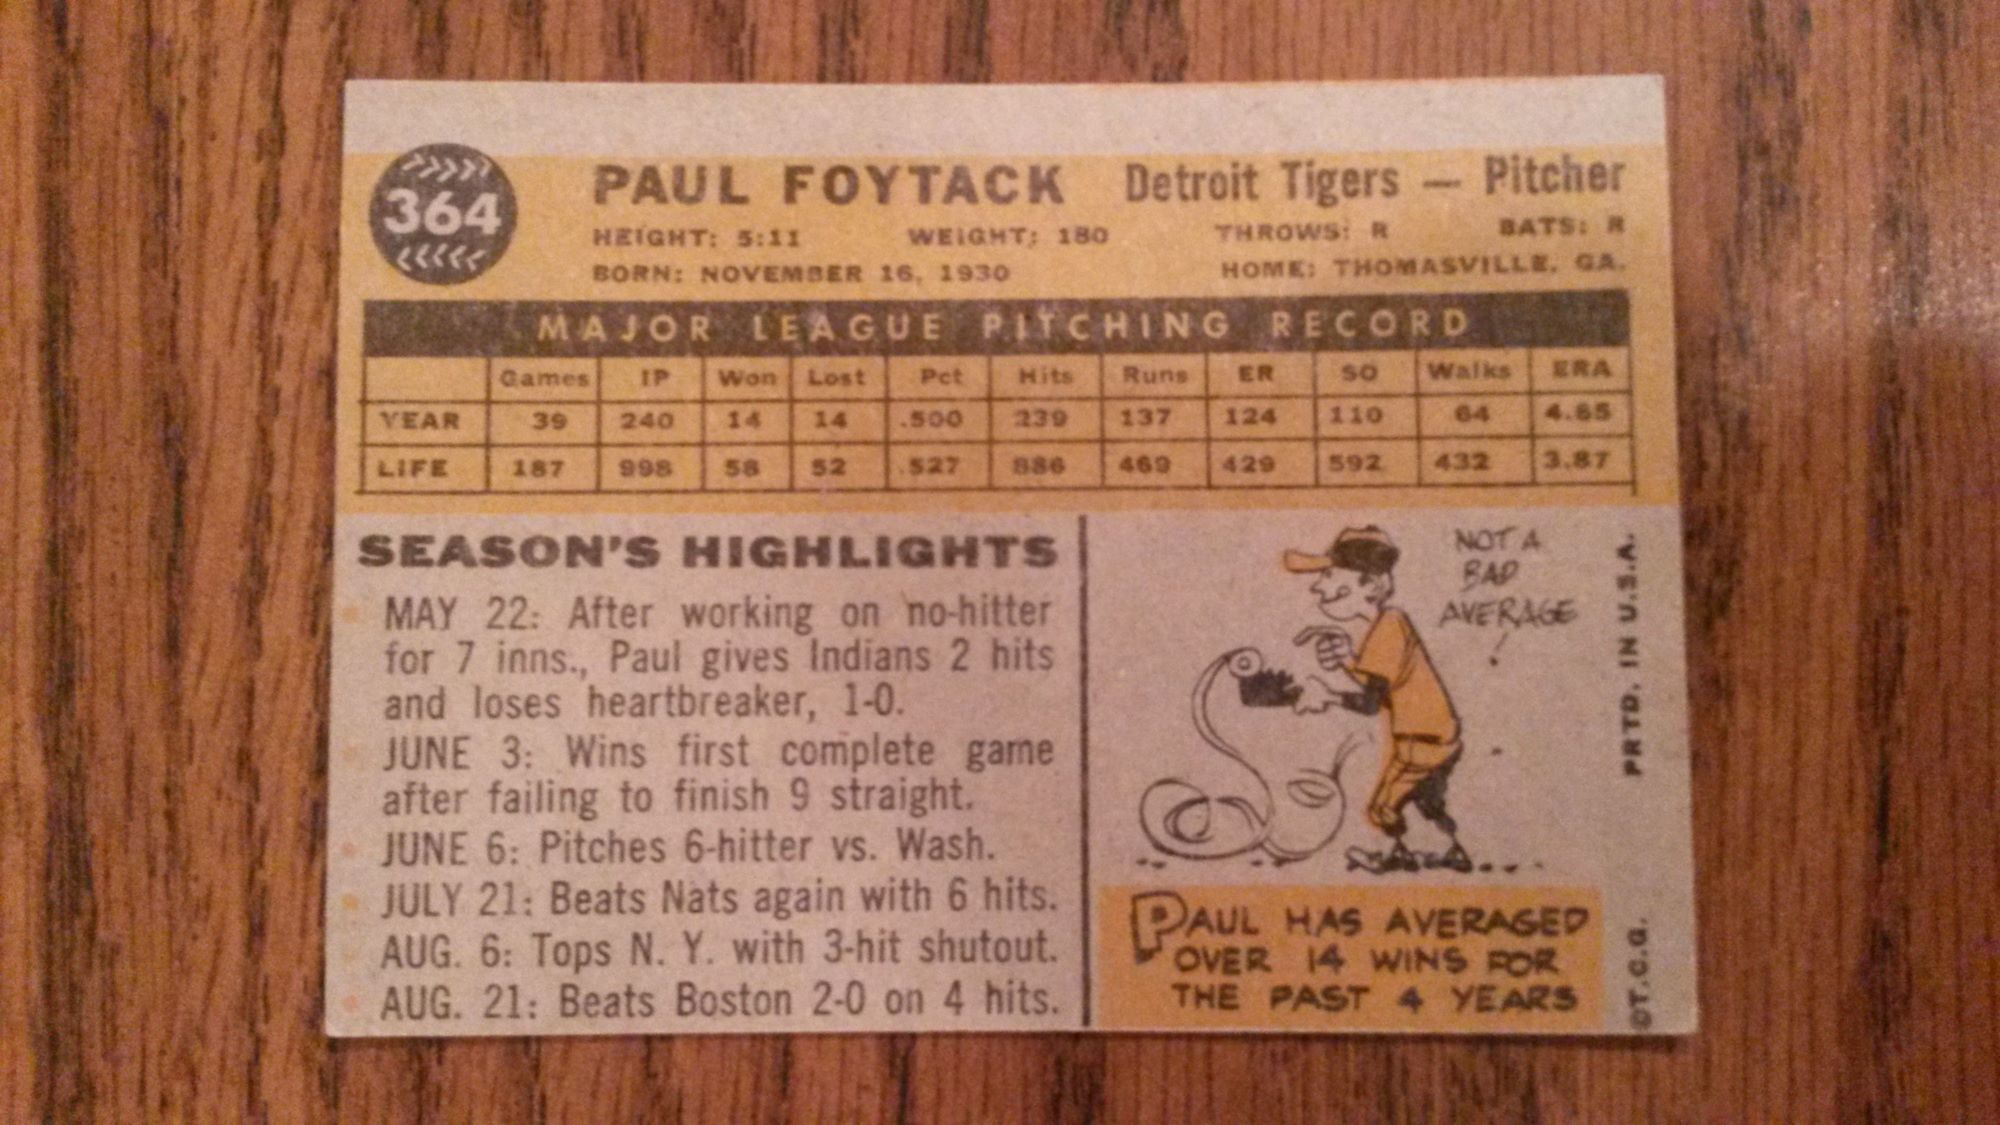 364
PAUL FOYTACK Detroit Tigers — Pitcher
HEIGHT: 5:11 WEIGHT: 180 THROWS: R BATS: R
BORN: NOVEMBER 16, 1930 HOME: THOMASVILLE, GA.
MAJOR LEAGUE PITCHING RECORD
Games IP Won Lost Pct Hits Runs ER SO Walks ERA
YEAR 39 240 14 14 .500 239 137 124 110 64 4.65
LIFE 187 998 58 52 .527 886 469 429 592 432 3.87
SEASON'S HIGHLIGHTS
MAY 22: After working on no-hitter
for 7 inns., Paul gives Indians 2 hits
and loses heartbreaker, 1-0.
JUNE 3: Wins first complete game
after failing to finish 9 straight.
JUNE 6: Pitches 6-hitter vs. Wash.
JULY 21: Beats Nats again with 6 hits.
AUG. 6: Tops N. Y. with 3-hit shutout.
AUG. 21: Beats Boston 2-0 on 4 hits.
NOT A
BAD
AVERAGE
PAUL HAS AVERAGED
OVER 14 WINS FOR
THE PAST 4 YEARS
©T.C.G. PRTD. IN U.S.A.